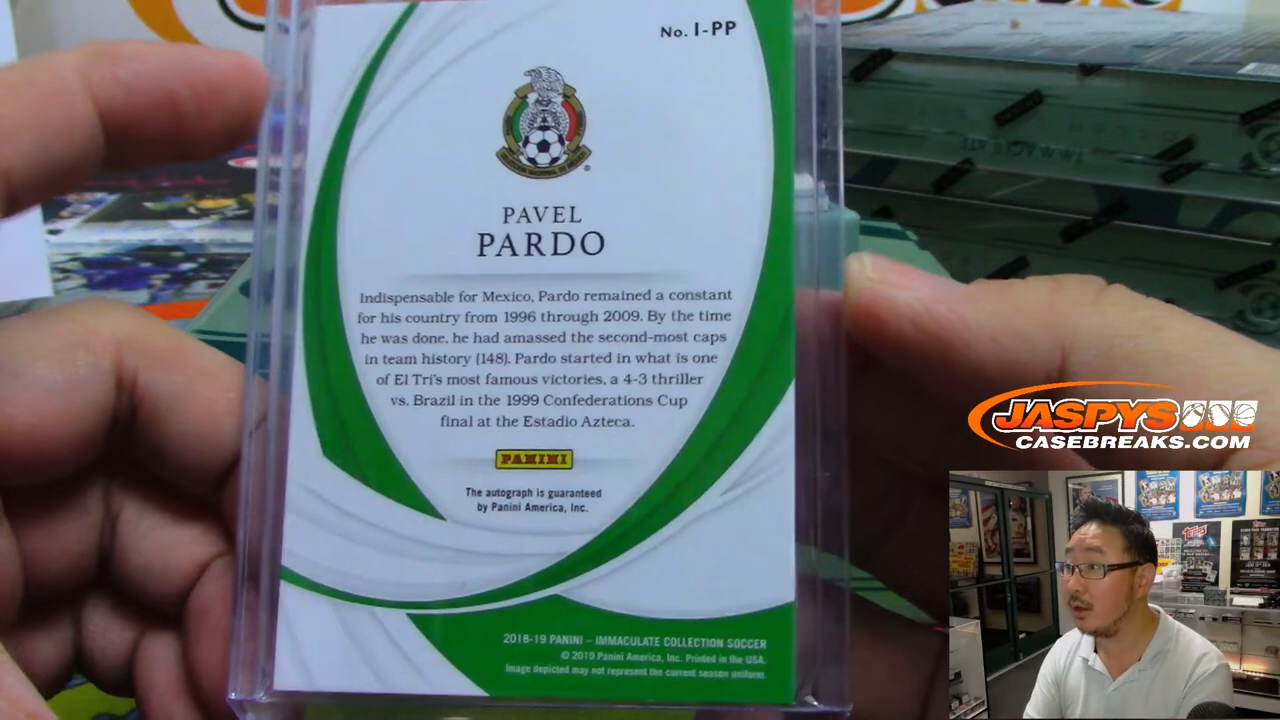 No. I-PP
PAVEL
PARDO
Indispensable for Mexico, Pardo remained a constant
for his country from 1996 through 2009. By the time
he was done, he had amassed the second-most caps
in team history (148). Pardo started in what is one
of El Tri's most famous victories, a 4-3 thriller
vs. Brazil in the 1999 Confederations Cup
final at the Estadio Azteca.
PANINI
The autograph is guaranteed
by Panini America, Inc.
2018-19 PANINI – IMMACULATE COLLECTION SOCCER
© 2019 Panini America, Inc. Printed in the USA.
Image depicted may not represent the current season uniform.
JASPYS
CASEBREAKS.COM
topps